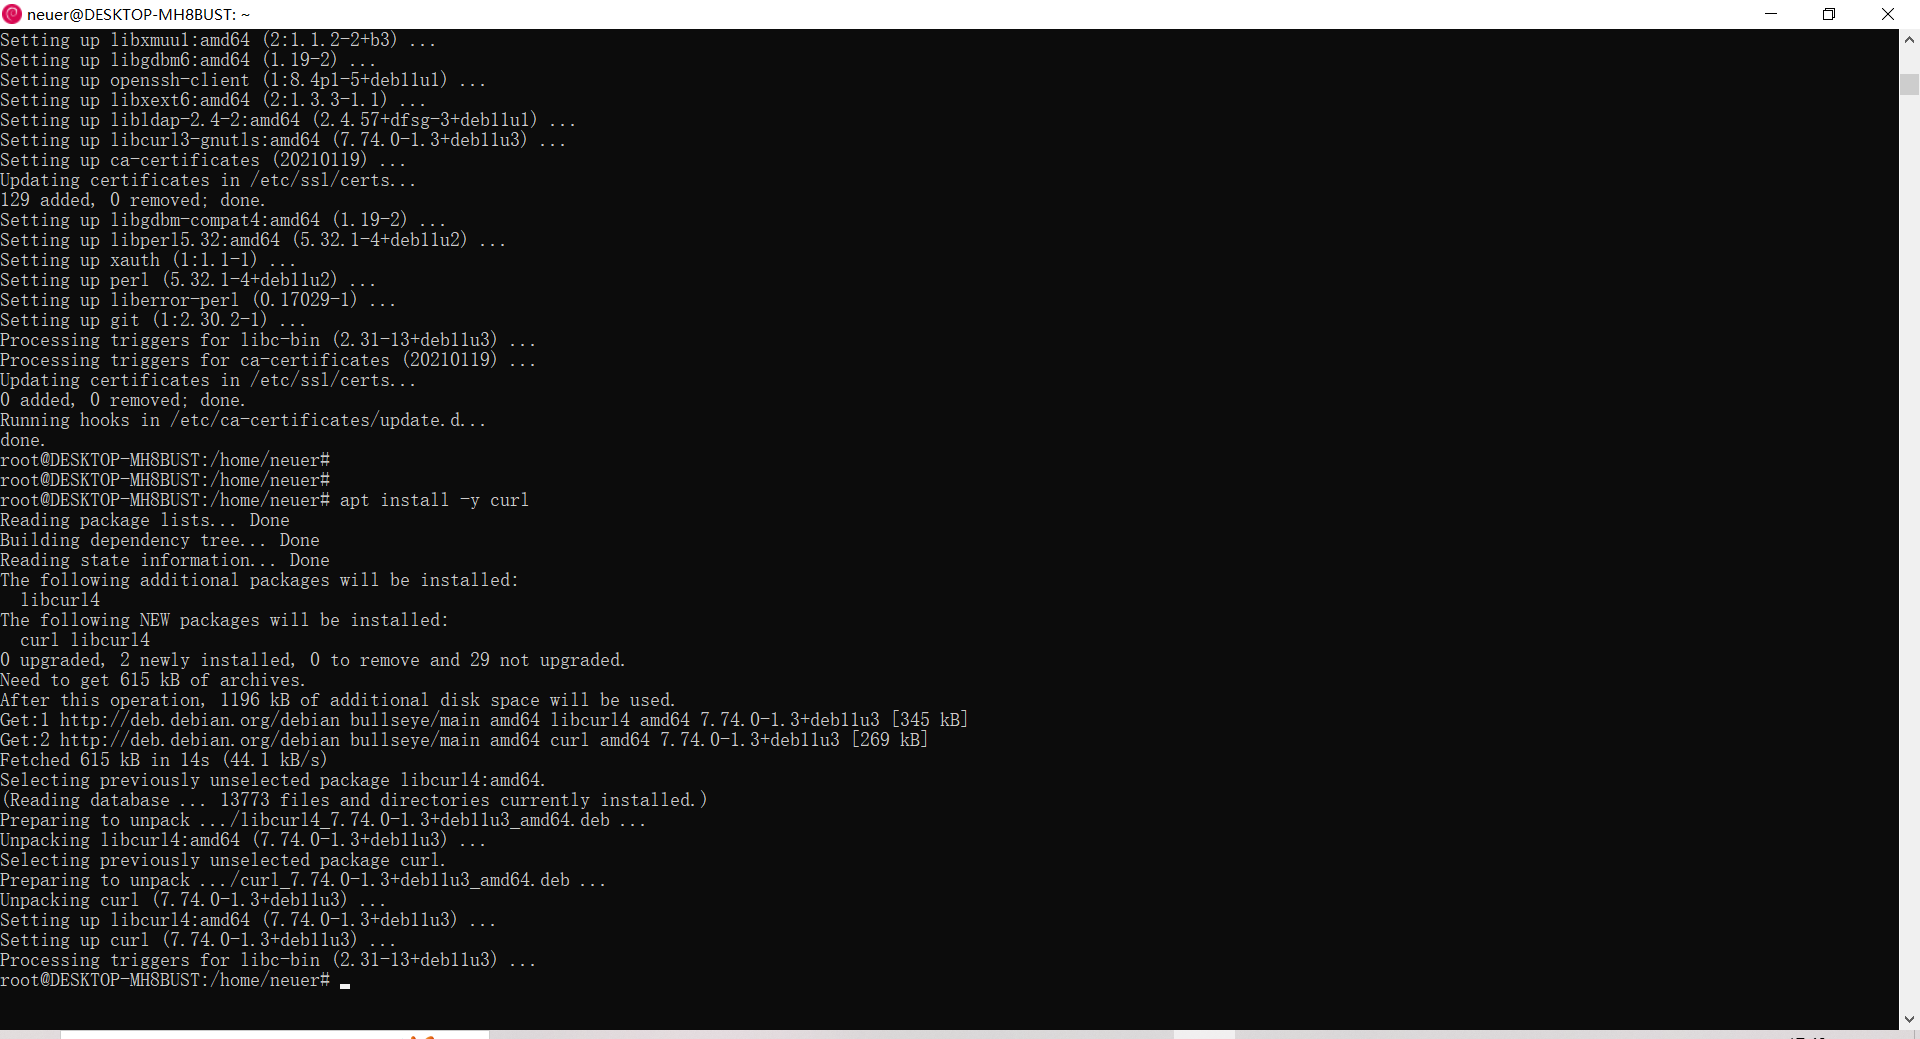 neuer@DESKTOP-MH8BUST: ~
Setting up libxmuu1:amd64 (2:1.1.2-2+b3) ...
Setting up libgdbm6:amd64 (1.19-2) ...
Setting up openssh-client (1:8.4p1-5+deb11u1) ...
Setting up libxext6:amd64 (2:1.3.3-1.1) ...
Setting up libldap-2.4-2:amd64 (2.4.57+dfsg-3+deb11u1) ...
Setting up libcurl3-gnutls:amd64 (7.74.0-1.3+deb11u3) ...
Setting up ca-certificates (20210119) ...
Updating certificates in /etc/ssl/certs...
129 added, 0 removed; done.
Setting up libgdbm-compat4:amd64 (1.19-2) ...
Setting up libperl5.32:amd64 (5.32.1-4+deb11u2) ...
Setting up xauth (1:1.1-1) ...
Setting up perl (5.32.1-4+deb11u2) ...
Setting up liberror-perl (0.17029-1) ...
Setting up git (1:2.30.2-1) ...
Processing triggers for libc-bin (2.31-13+deb11u3) ...
Processing triggers for ca-certificates (20210119) ...
Updating certificates in /etc/ssl/certs...
0 added, 0 removed; done.
Running hooks in /etc/ca-certificates/update.d...
done.
root@DESKTOP-MH8BUST:/home/neuer#
root@DESKTOP-MH8BUST:/home/neuer#
root@DESKTOP-MH8BUST:/home/neuer# apt install -y curl
Reading package lists... Done
Building dependency tree... Done
Reading state information... Done
The following additional packages will be installed:
  libcurl4
The following NEW packages will be installed:
  curl libcurl4
0 upgraded, 2 newly installed, 0 to remove and 29 not upgraded.
Need to get 615 kB of archives.
After this operation, 1196 kB of additional disk space will be used.
Get:1 http://deb.debian.org/debian bullseye/main amd64 libcurl4 amd64 7.74.0-1.3+deb11u3 [345 kB]
Get:2 http://deb.debian.org/debian bullseye/main amd64 curl amd64 7.74.0-1.3+deb11u3 [269 kB]
Fetched 615 kB in 14s (44.1 kB/s)
Selecting previously unselected package libcurl4:amd64.
(Reading database ... 13773 files and directories currently installed.)
Preparing to unpack .../libcurl4_7.74.0-1.3+deb11u3_amd64.deb ...
Unpacking libcurl4:amd64 (7.74.0-1.3+deb11u3) ...
Selecting previously unselected package curl.
Preparing to unpack .../curl_7.74.0-1.3+deb11u3_amd64.deb ...
Unpacking curl (7.74.0-1.3+deb11u3) ...
Setting up libcurl4:amd64 (7.74.0-1.3+deb11u3) ...
Setting up curl (7.74.0-1.3+deb11u3) ...
Processing triggers for libc-bin (2.31-13+deb11u3) ...
root@DESKTOP-MH8BUST:/home/neuer#